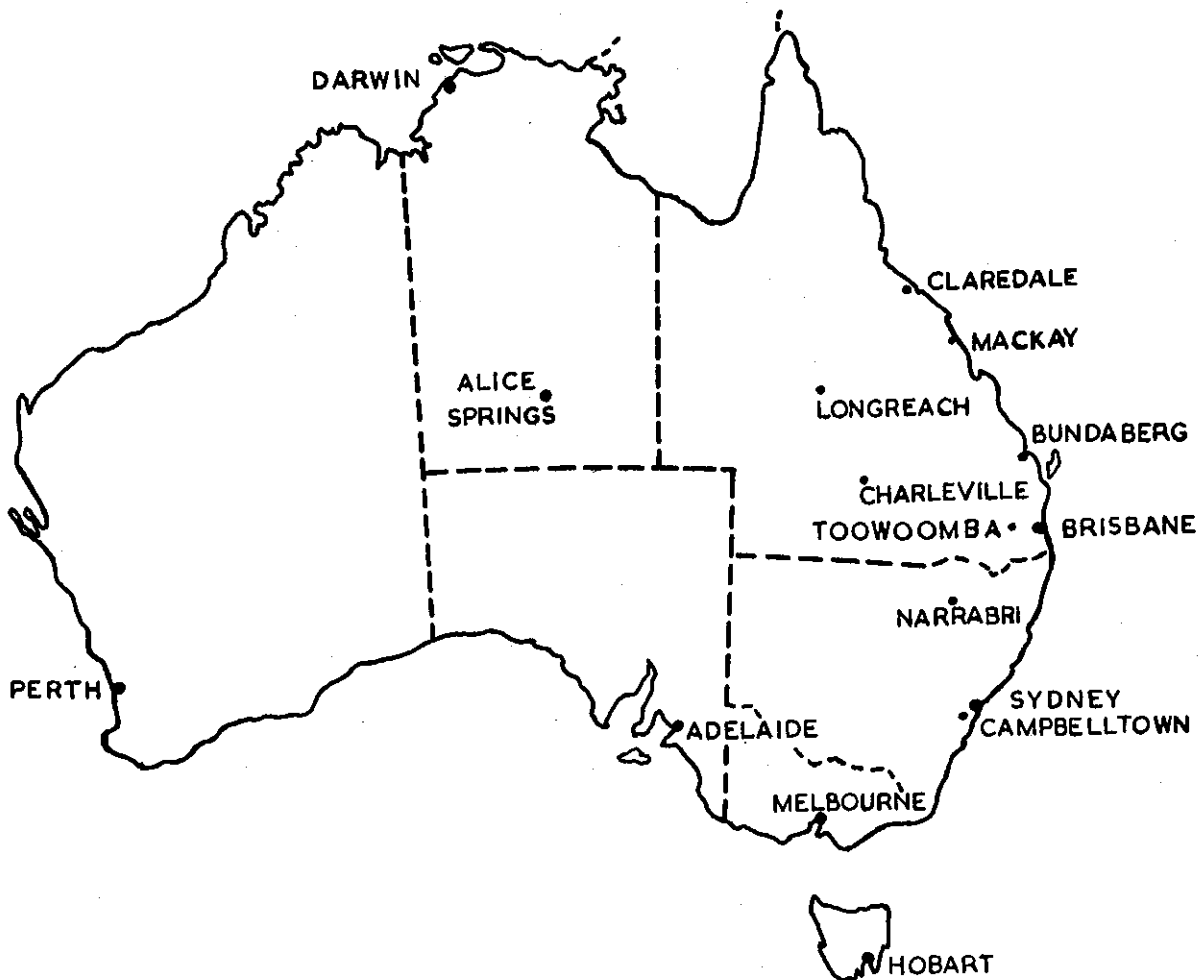 DARWIN
CLAREDALE
MACKAY
ALICE
SPRINGS
LONGREACH
BUNDABERG
CHARLEVILLE
TOOWOOMBA
BRISBANE
NARRABRI
PERTH
SYDNEY
CAMPBELLTOWN
ADELAIDE
MELBOURNE
HOBART